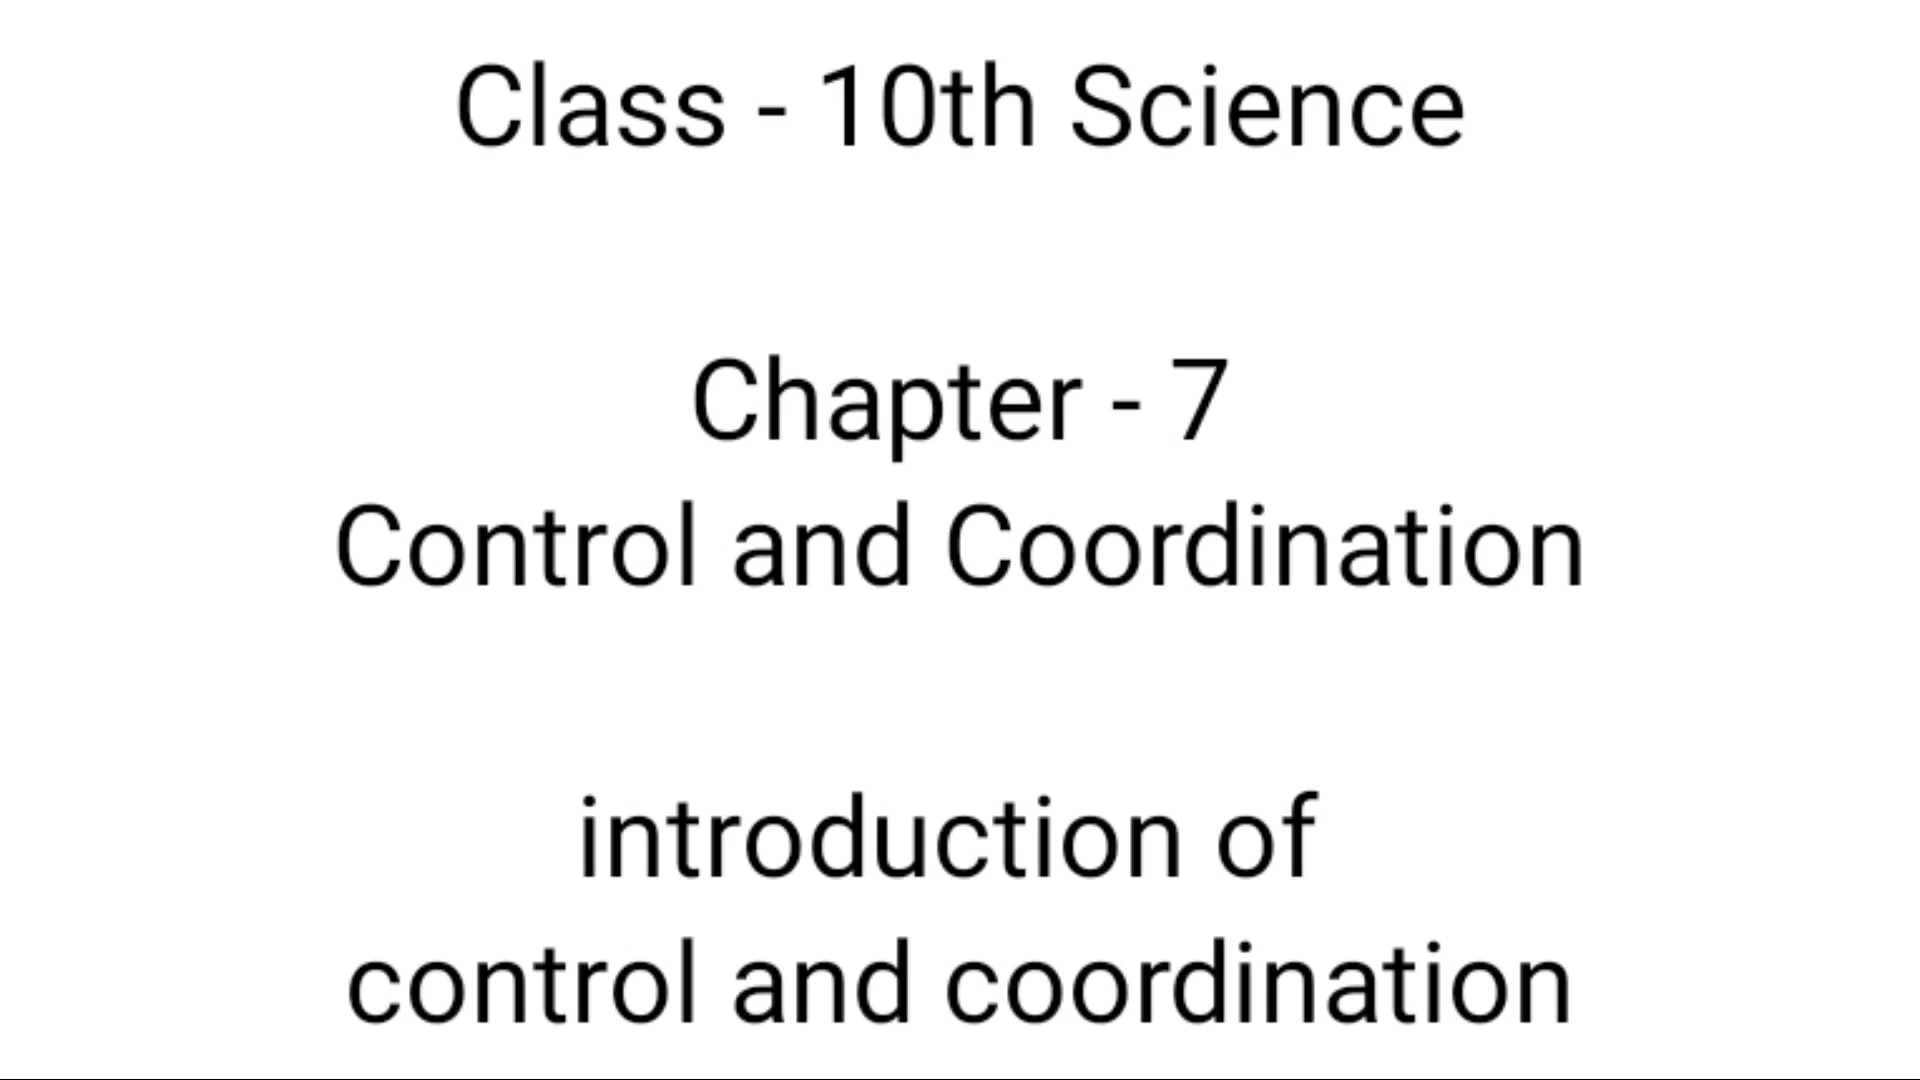 Class - 10th Science
Chapter - 7
Control and Coordination
introduction of
control and coordination